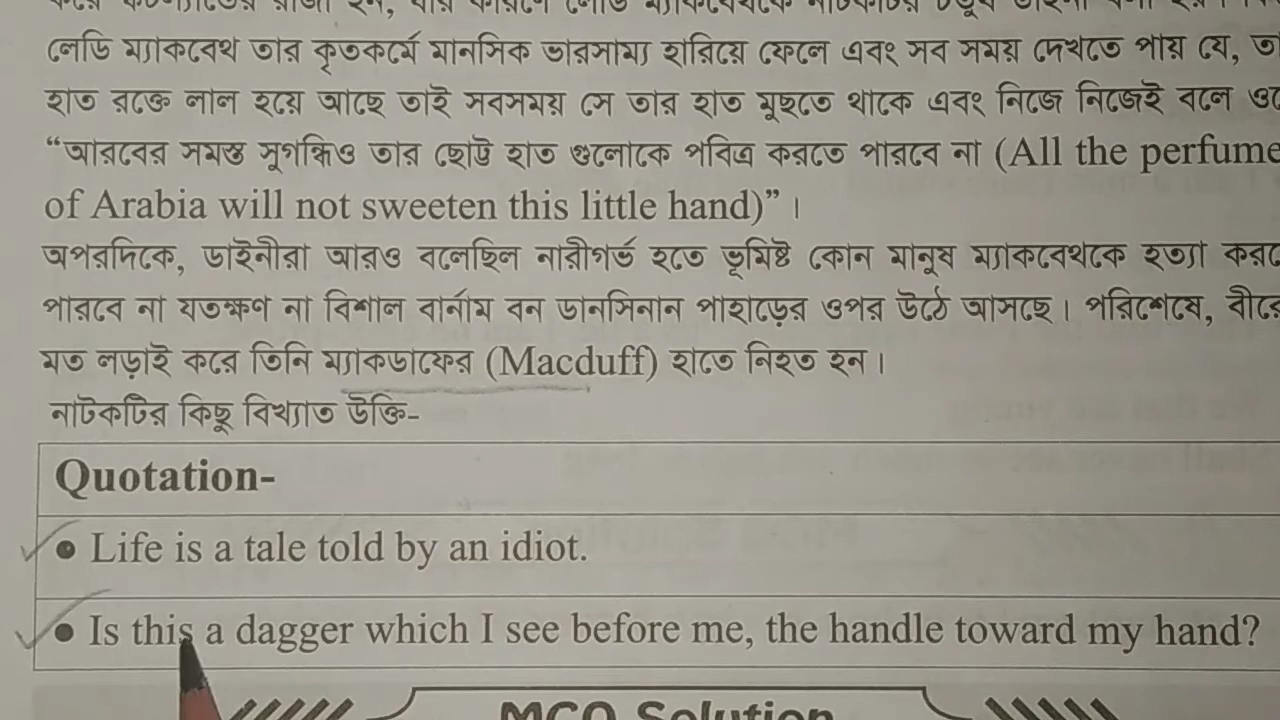 লেডি ম্যাকবেথ তার কৃতকর্মে মানসিক ভারসাম্য হারিয়ে ফেলে এবং সব সময় দেখতে পায় যে,
হাত রক্তে লাল হয়ে আছে তাই সবসময় সে তার হাত মুছতে থাকে এবং নিজে নিজেই বলে
“আরবের সমস্ত সুগন্ধিও তার ছোট্ট হাত গুলোকে পবিত্র করতে পারবে না (All the perfume
of Arabia will not sweeten this little hand)”।
অপরদিকে, ডাইনীরা আরও বলেছিল নারীগর্ভ হতে ভূমিষ্ট কোন মানুষ ম্যাকবেথকে হত্যা
পারবে না যতক্ষণ না বিশাল বার্নাম বন ডানসিনান পাহাড়ের ওপর উঠে আসছে। পরিশেষে,
মত লড়াই করে তিনি ম্যাকডাফের (Macduff) হাতে নিহত হন।
নাটকটির কিছু বিখ্যাত উক্তি-
Quotation-
• Life is a tale told by an idiot.
• Is this a dagger which I see before me, the handle toward my hand?
MCQ Solution